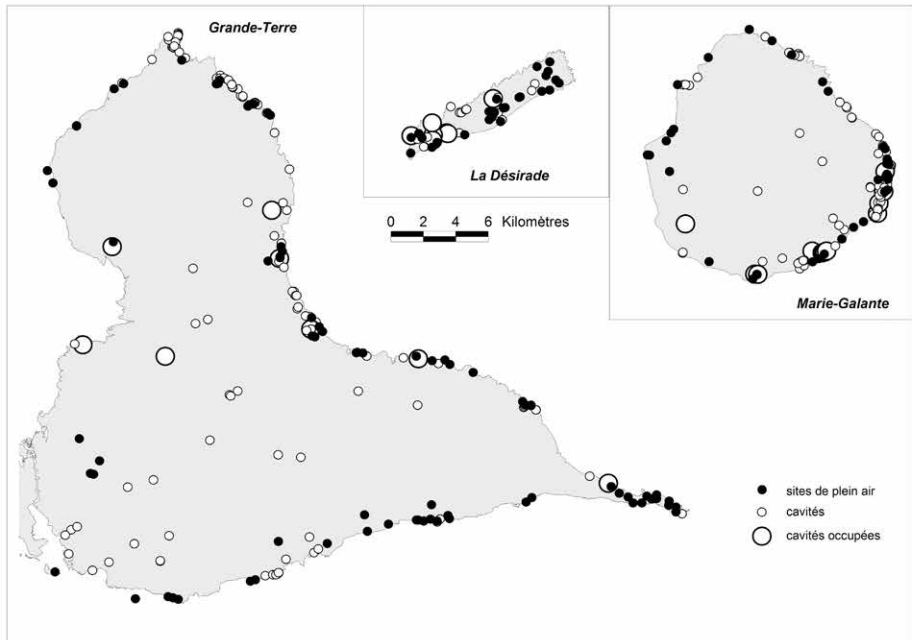 Grande-Terre
La Désirade
0 2 4 6 Kilomètres
Marie-Galante
sites de plein air
cavités
cavités occupées